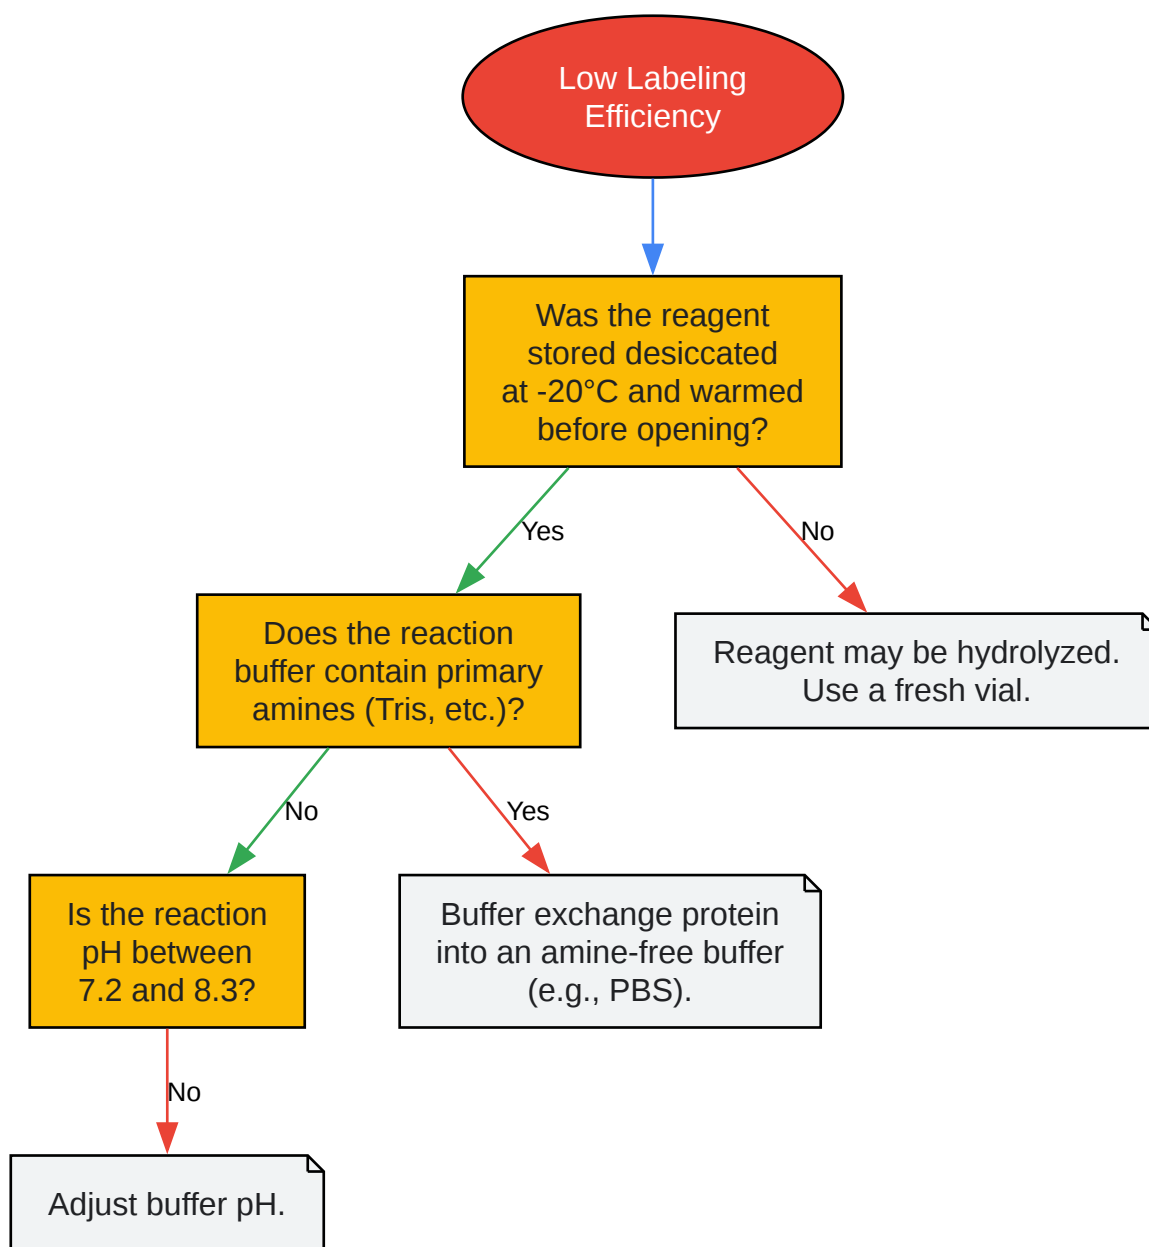 Low Labeling
Efficiency
Was the reagent
stored desiccated
at -20°C and warmed
before opening?
Yes
No
Does the reaction
buffer contain primary
amines (Tris, etc.)?
Reagent may be hydrolyzed.
Use a fresh vial.
No
Yes
Is the reaction
pH between
7.2 and 8.3?
Buffer exchange protein
into an amine-free buffer
(e.g., PBS).
No
Adjust buffer pH.